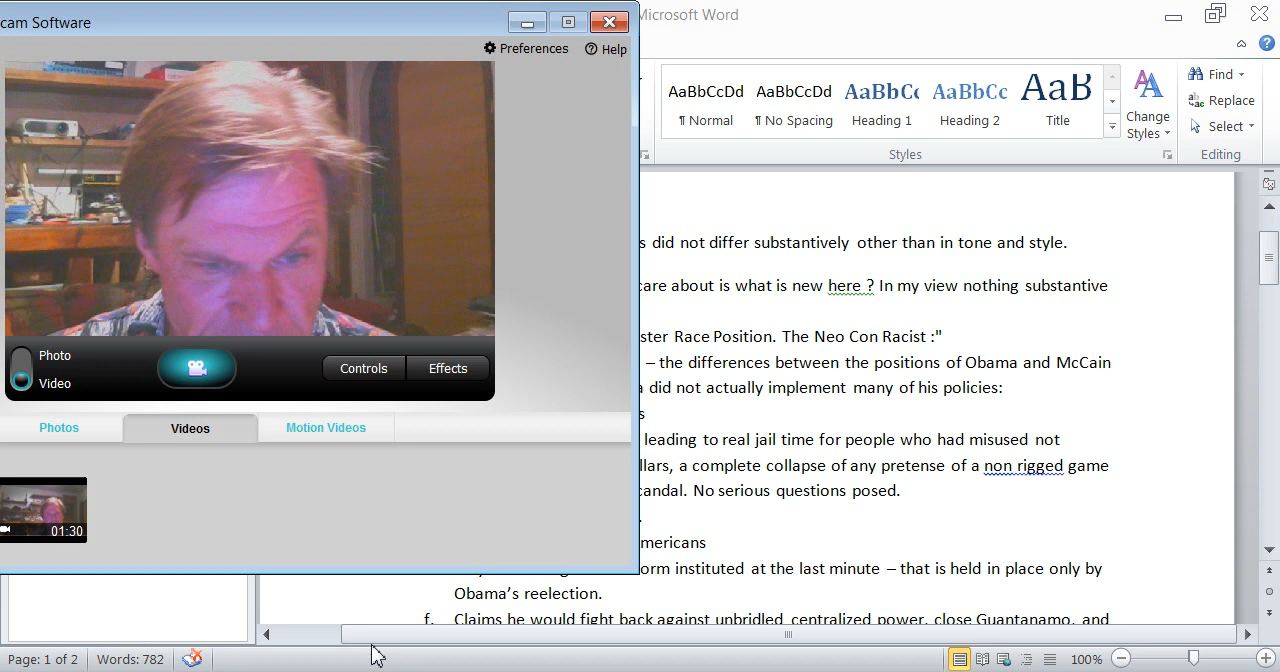 cam Software
Microsoft Word
Preferences
Help
Photo
Video
Controls
Effects
Photos
Videos
Motion Videos
01:30
AaBbCcDd
AaBbCcDd
AaBbCc
AaBbCc
AaB
¶ Normal
¶ No Spacing
Heading 1
Heading 2
Title
Change
Styles
Styles
Find
Replace
Select
Editing
s did not differ substantively other than in tone and style.
care about is what is new here ? In my view nothing substantive
ster Race Position. The Neo Con Racist :"
– the differences between the positions of Obama and McCain
a did not actually implement many of his policies:
s
leading to real jail time for people who had misused not
llars, a complete collapse of any pretense of a non rigged game
candal. No serious questions posed.
.
mericans
orm instituted at the last minute – that is held in place only by
Obama’s reelection.
f. Claims he would fight back against unbridled centralized power, close Guantanamo, and
Page: 1 of 2
Words: 782
100%